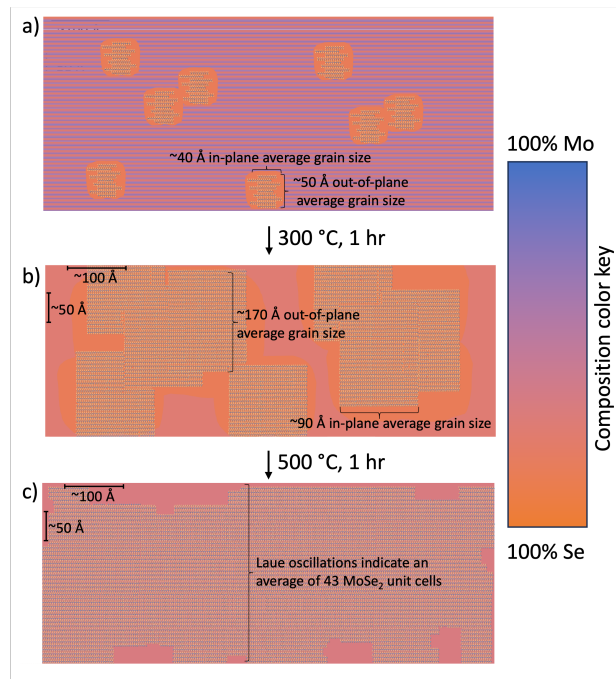 a)
~40 Å in-plane average grain size
~50 Å out-of-plane
average grain size
300 °C, 1 hr
b)
~100 Å
~50 Å
~170 Å out-of-plane
average grain size
~90 Å in-plane average grain size
500 °C, 1 hr
c)
~100 Å
~50 Å
Laue oscillations indicate an
average of 43 MoSe₂ unit cells
100% Mo
Composition color key
100% Se